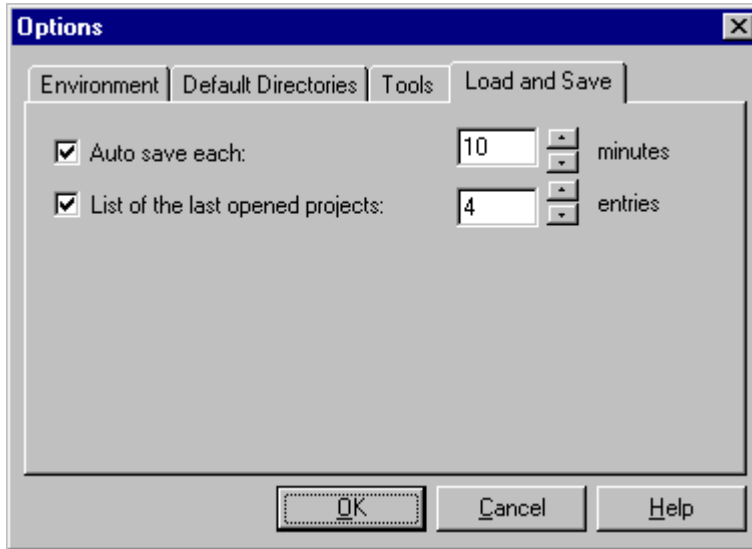 Options
Environment Default Directories Tools Load and Save
Auto save each: 10 minutes
List of the last opened projects: 4 entries
OK Cancel Help